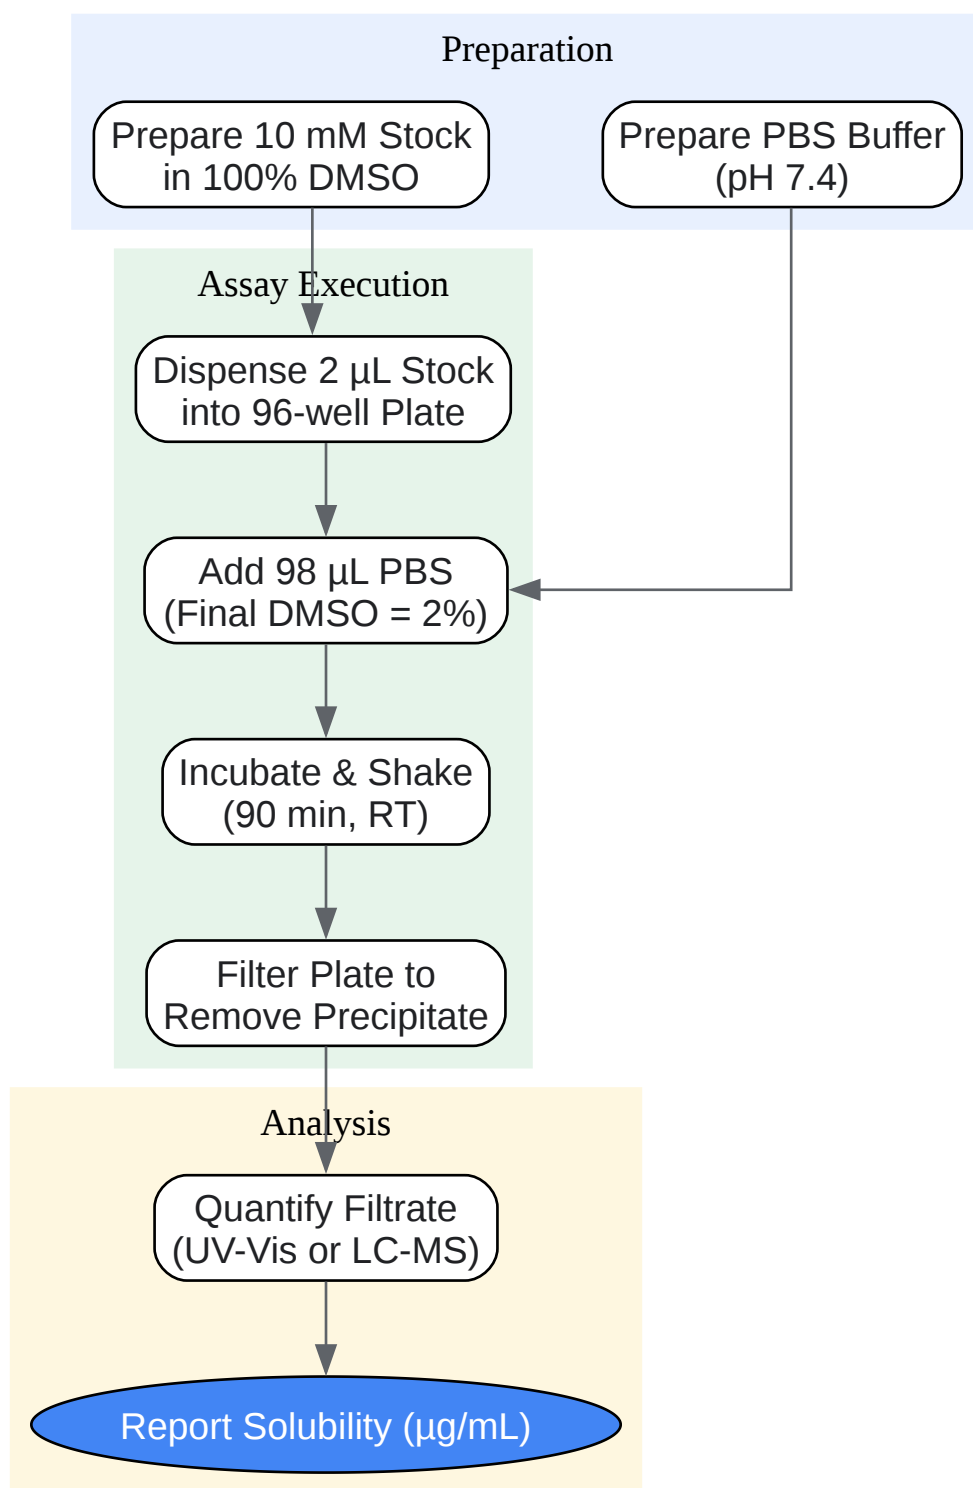 Preparation
Prepare 10 mM Stock
in 100% DMSO
Prepare PBS Buffer
(pH 7.4)
Assay Execution
Dispense 2 µL Stock
into 96-well Plate
Add 98 µL PBS
(Final DMSO = 2%)
Incubate & Shake
(90 min, RT)
Filter Plate to
Remove Precipitate
Analysis
Quantify Filtrate
(UV-Vis or LC-MS)
Report Solubility (µg/mL)